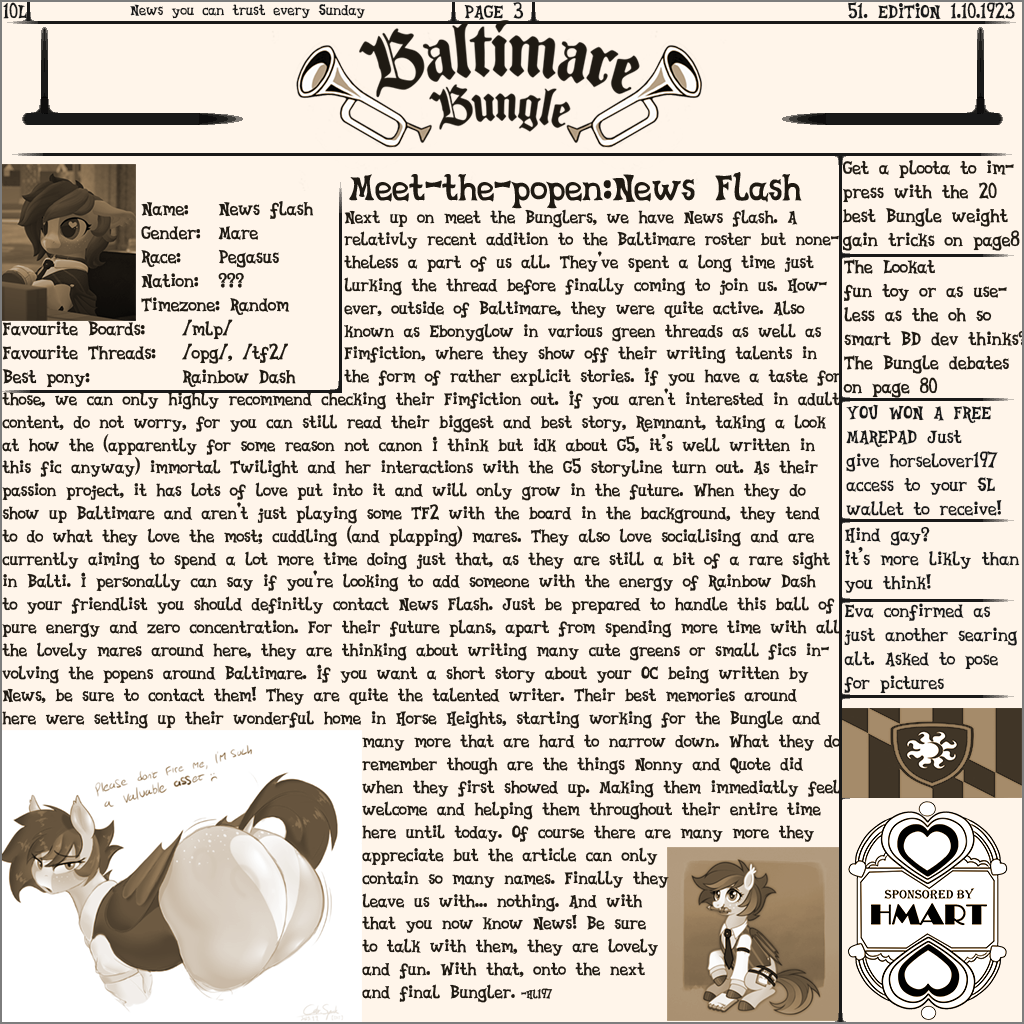 10L
News you can trust every Sunday
PAGE 3
51. EDITION 1.10.1923
Baltimare
Bungle
Name: News flash
Gender: Mare
Race: Pegasus
Nation: ???
Timezone: Random
Favourite Boards: /mlp/
Favourite Threads: /opg/, /tf2/
Best pony: Rainbow Dash
Meet-the-popen:News Flash
Next up on meet the Bunglers, we have News flash. A
relativly recent addition to the Baltimare roster but none-
theless a part of us all. They've spent a long time just
lurking the thread before finally coming to join us. How-
ever, outside of Baltimare, they were quite active. Also
known as Ebonyglow in various green threads as well as
Fimfiction, where they show off their writing talents in
the form of rather explicit stories. if you have a taste for
those, we can only highly recommend checking their Fimfiction out. if you aren't interested in adult
content, do not worry, for you can still read their biggest and best story, Remnant, taking a look
at how the (apparently for some reason not canon i think but idk about G5, it's well written in
this fic anyway) immortal Twilight and her interactions with the G5 storyline turn out. As their
passion project, it has lots of love put into it and will only grow in the future. When they do
show up Baltimare and aren't just playing some TF2 with the board in the background, they tend
to do what they love the most; cuddling (and plapping) mares. They also love socialising and are
currently aiming to spend a lot more time doing just that, as they are still a bit of a rare sight
in Balti. i personally can say if you're looking to add someone with the energy of Rainbow Dash
to your friendlist you should definitly contact News Flash. Just be prepared to handle this ball of
pure energy and zero concentration. For their future plans, apart from spending more time with all
the lovely mares around here, they are thinking about writing many cute greens or small fics in-
volving the popens around Baltimare. if you want a short story about your OC being written by
News, be sure to contact them! They are quite the talented writer. Their best memories around
here were setting up their wonderful home in Horse Heights, starting working for the Bungle and
many more that are hard to narrow down. What they do
remember though are the things Nonny and Quote did
when they first showed up. Making them immediatly feel
welcome and helping them throughout their entire time
here until today. Of course there are many more they
appreciate but the article can only
contain so many names. Finally they
leave us with... nothing. And with
that you now know News! Be sure
to talk with them, they are lovely
and fun. With that, onto the next
and final Bungler. -HL197
Please dont Fire me, I'm Such
a valuable asset :
Get a ploota to im-
press with the 20
best Bungle weight
gain tricks on page8
The Lookat
fun toy or as use-
less as the oh so
smart BD dev thinks?
The Bungle debates
on page 80
YOU WON A FREE
MAREPAD Just
give horselover197
access to your SL
wallet to receive!
Hind gay?
it's more likly than
you think!
Eva confirmed as
just another searing
alt. Asked to pose
for pictures
SPONSORED BY
HMART